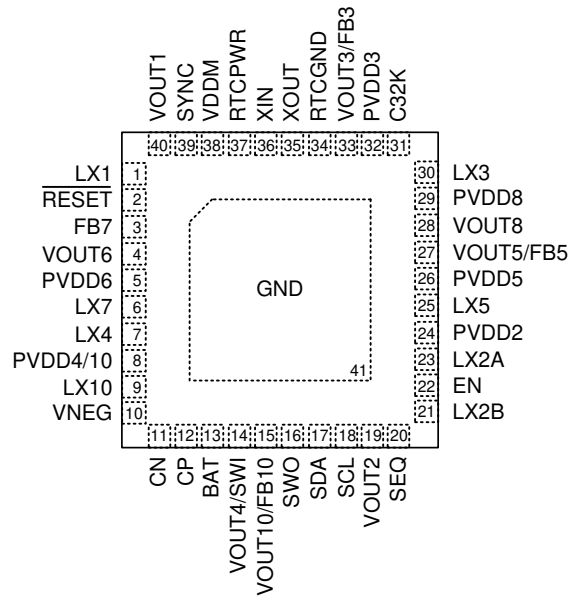 VOUT1
SYNC
VDDM
RTCPWR
XIN
XOUT
RTCGND
VOUT3/FB3
PVDD3
C32K
40 39 38 37 36 35 34 33 32 31
LX1 1
RESET 2
FB7 3
VOUT6 4
PVDD6 5
LX7 6
LX4 7
PVDD4/10 8
LX10 9
VNEG 10
GND
41
30 LX3
29 PVDD8
28 VOUT8
27 VOUT5/FB5
26 PVDD5
25 LX5
24 PVDD2
23 LX2A
22 EN
21 LX2B
11 12 13 14 15 16 17 18 19 20
CN
CP
BAT
VOUT4/SWI
VOUT10/FB10
SWO
SDA
SCL
VOUT2
SEQ